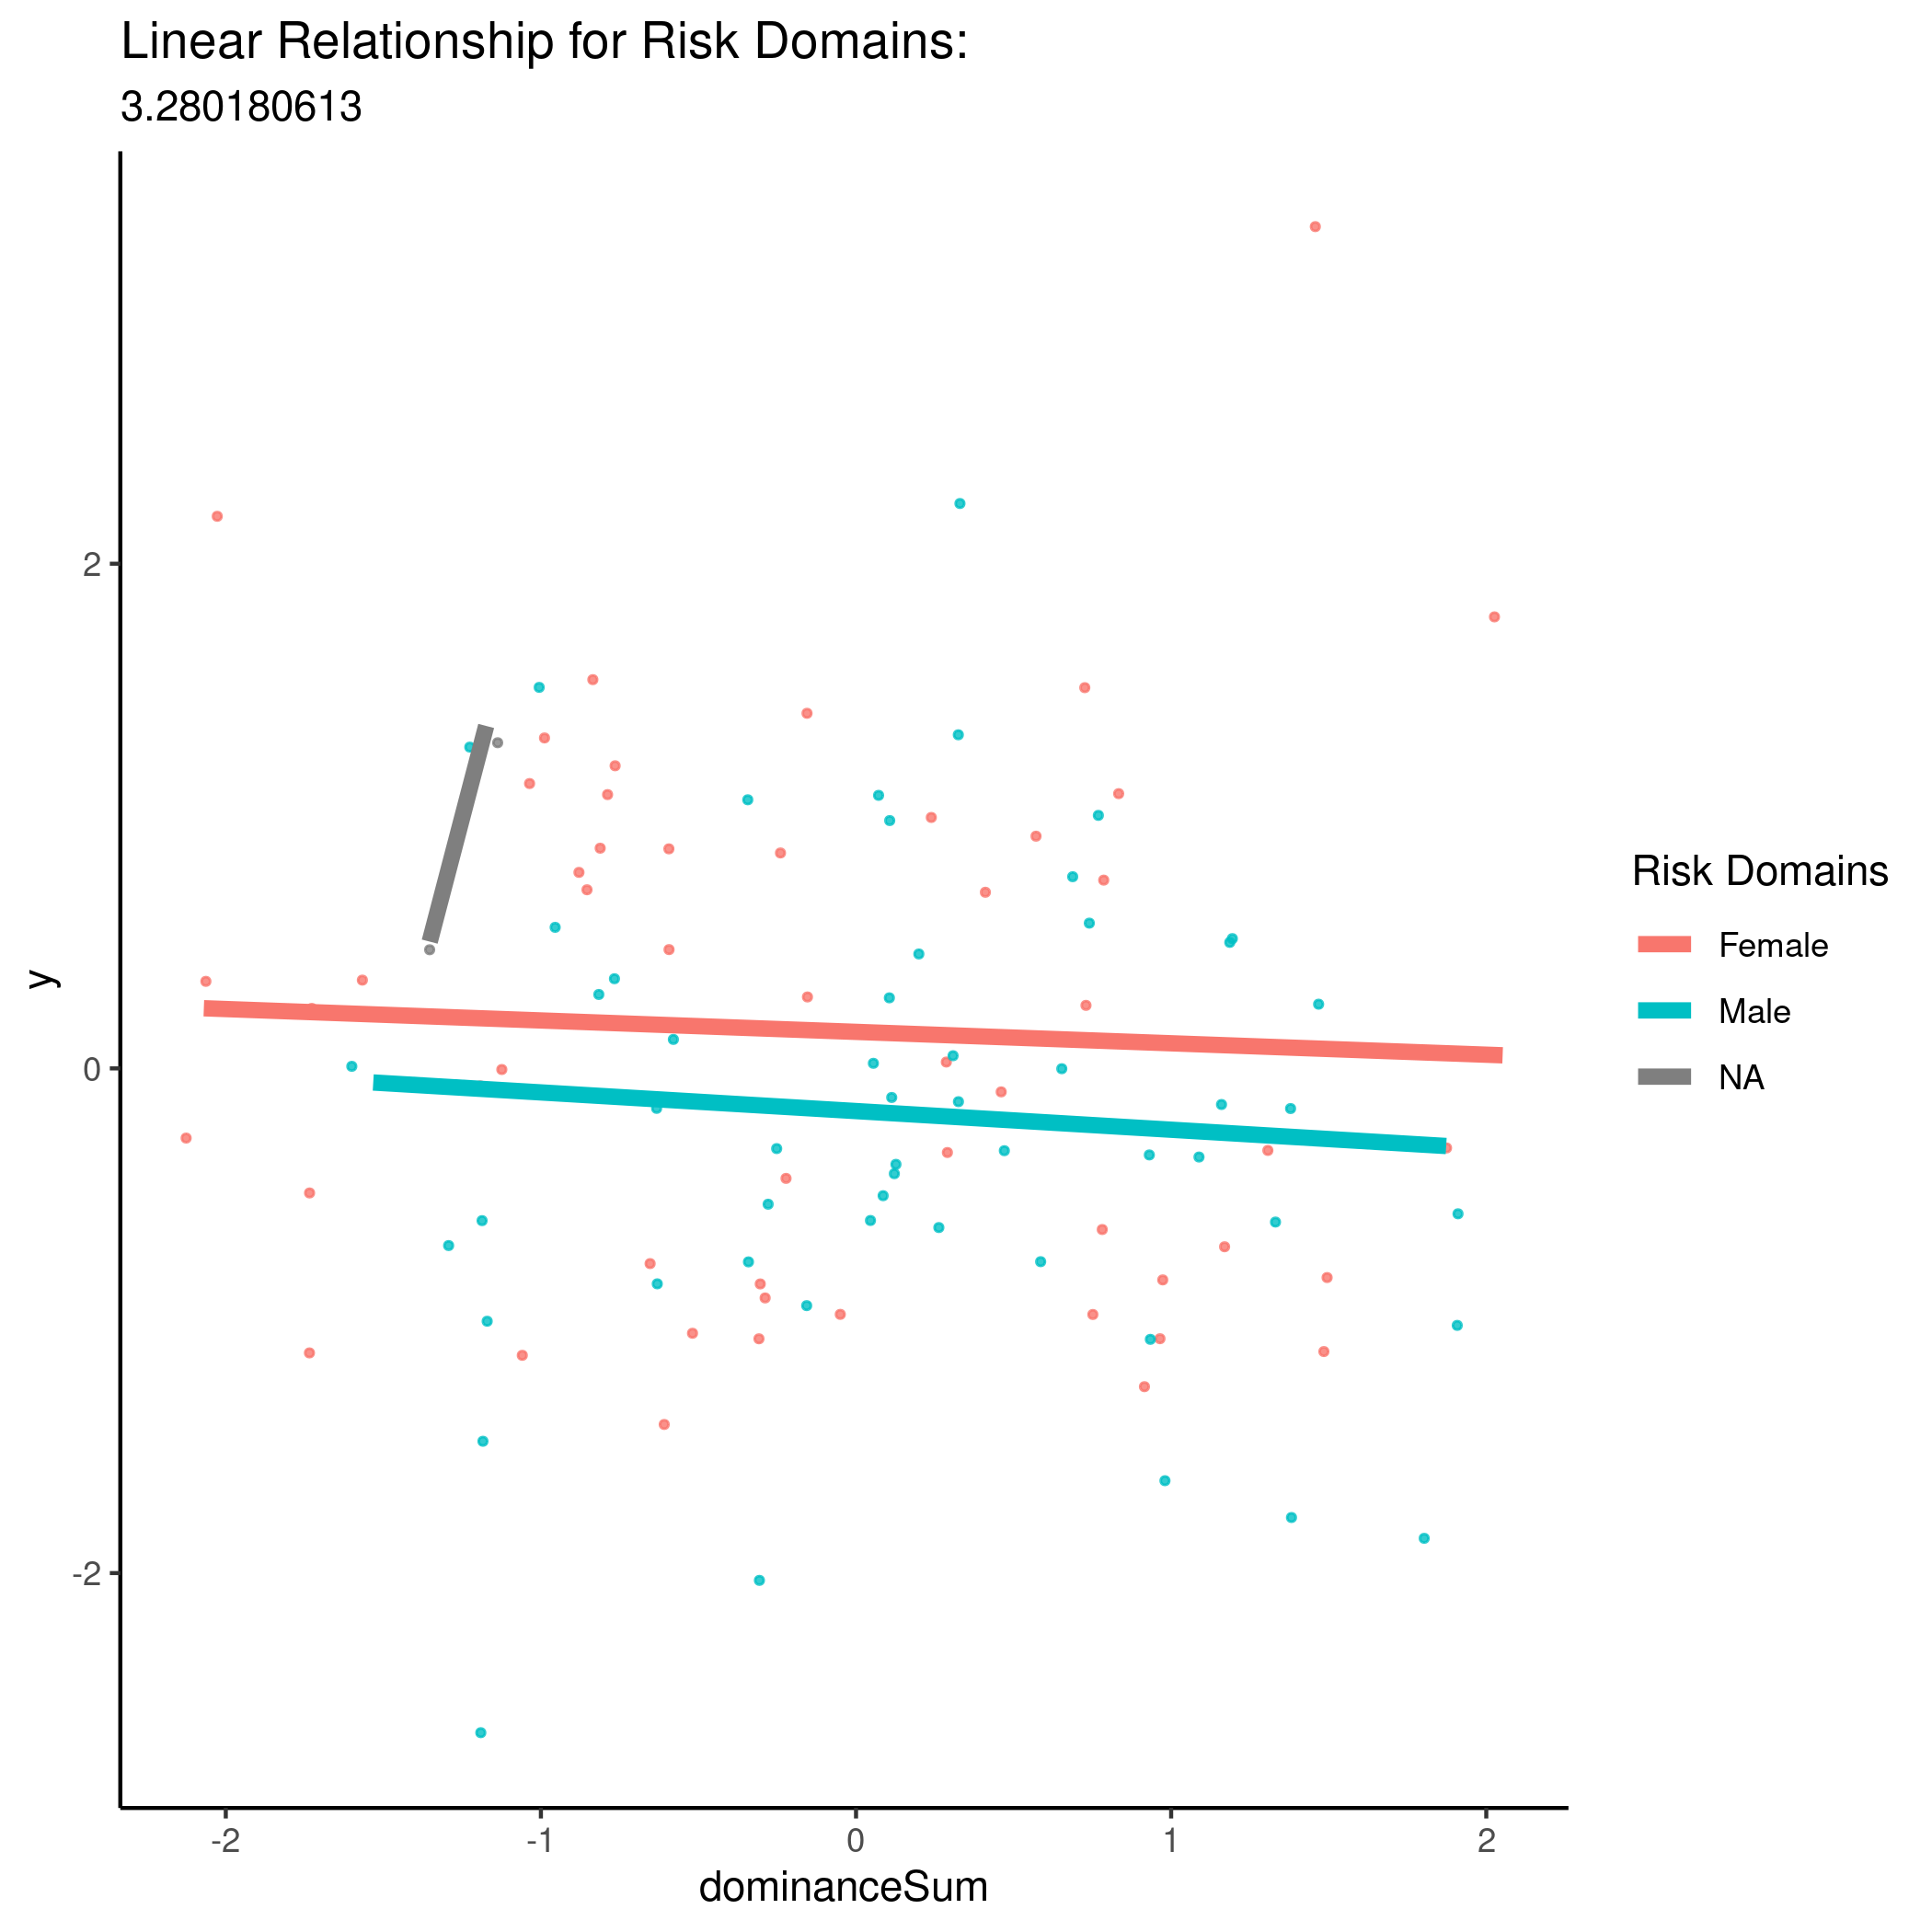 Linear Relationship for Risk Domains:
3.280180613
y
2
0
-2
-2
-1
0
1
2
dominanceSum
Risk Domains
Female
Male
NA